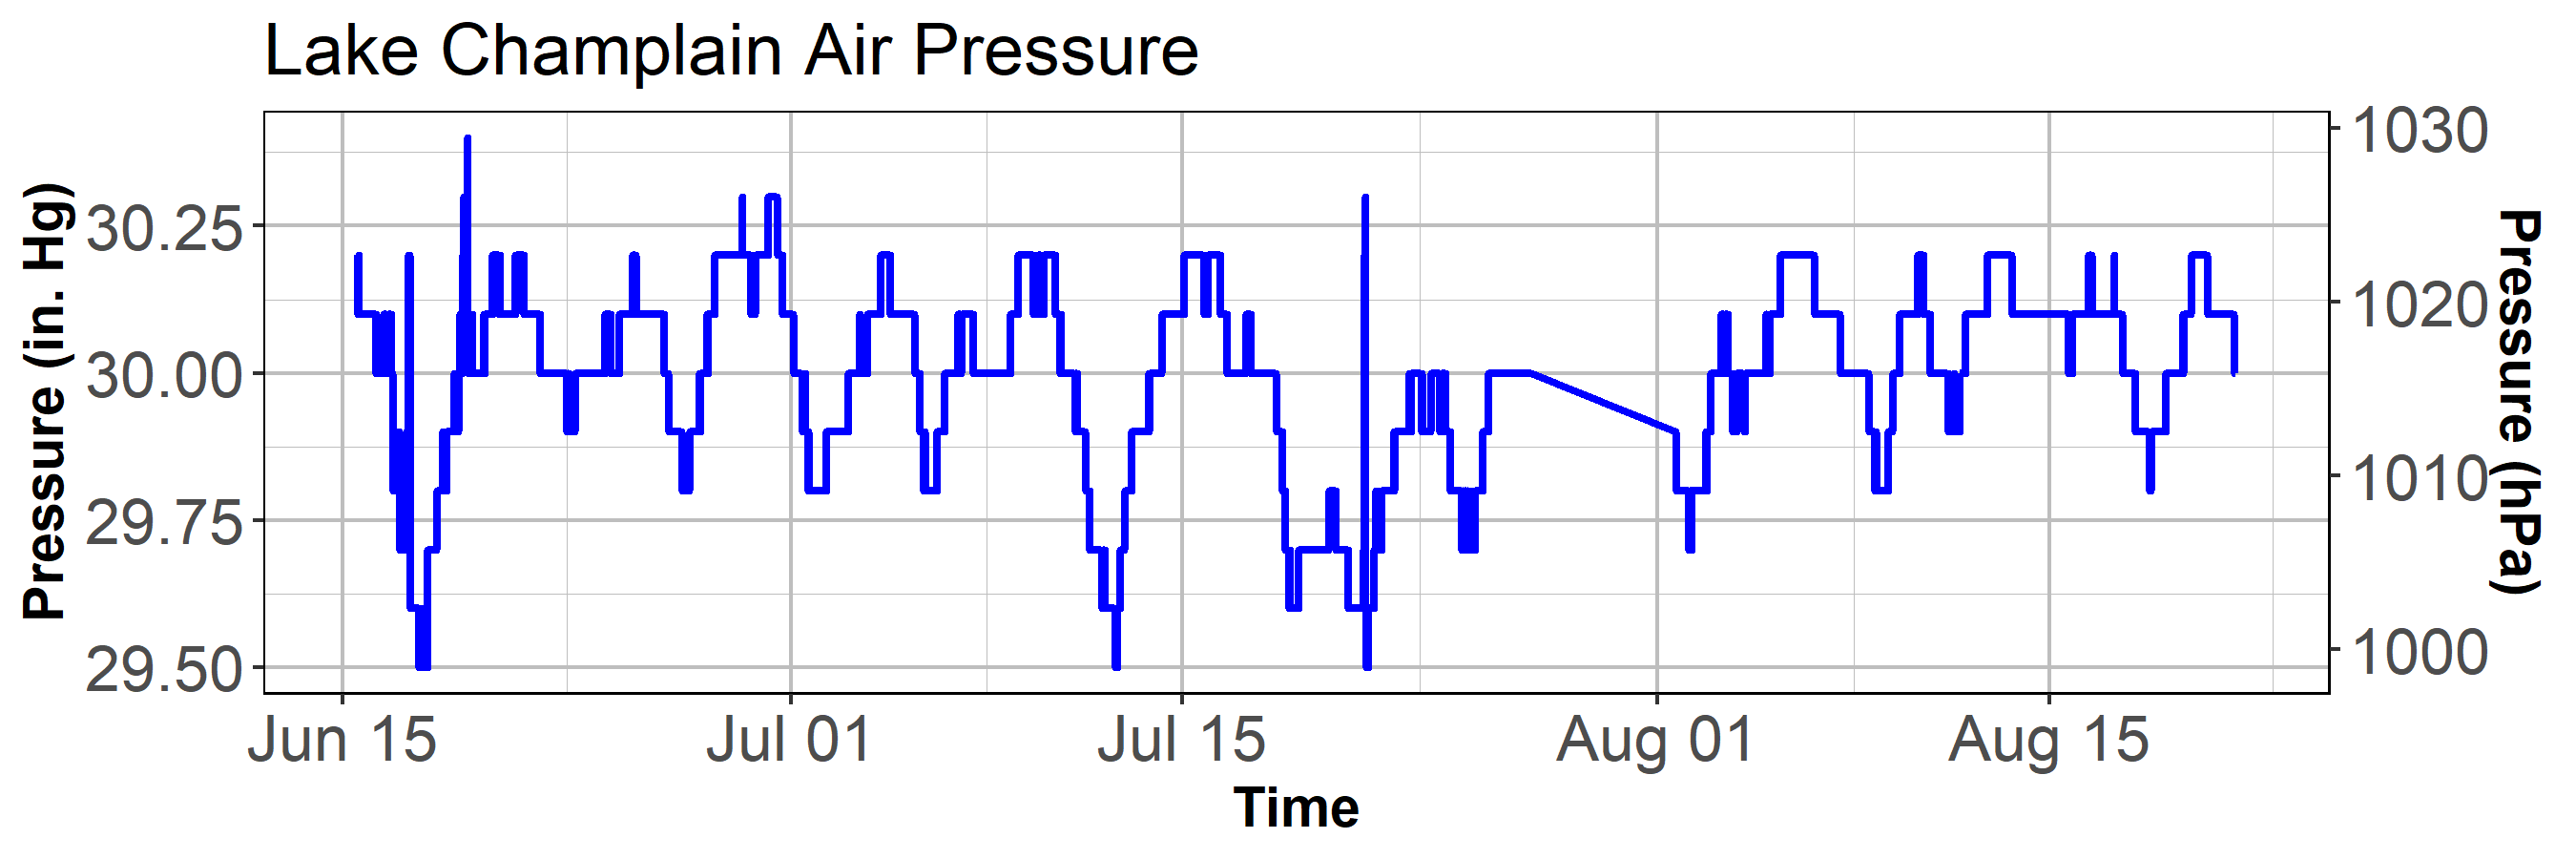 Lake Champlain Air Pressure
Pressure (in. Hg)
30.25
30.00
29.75
29.50
1030
1020
1010
1000
Pressure (hPa)
Jun 15
Jul 01
Jul 15
Aug 01
Aug 15
Time